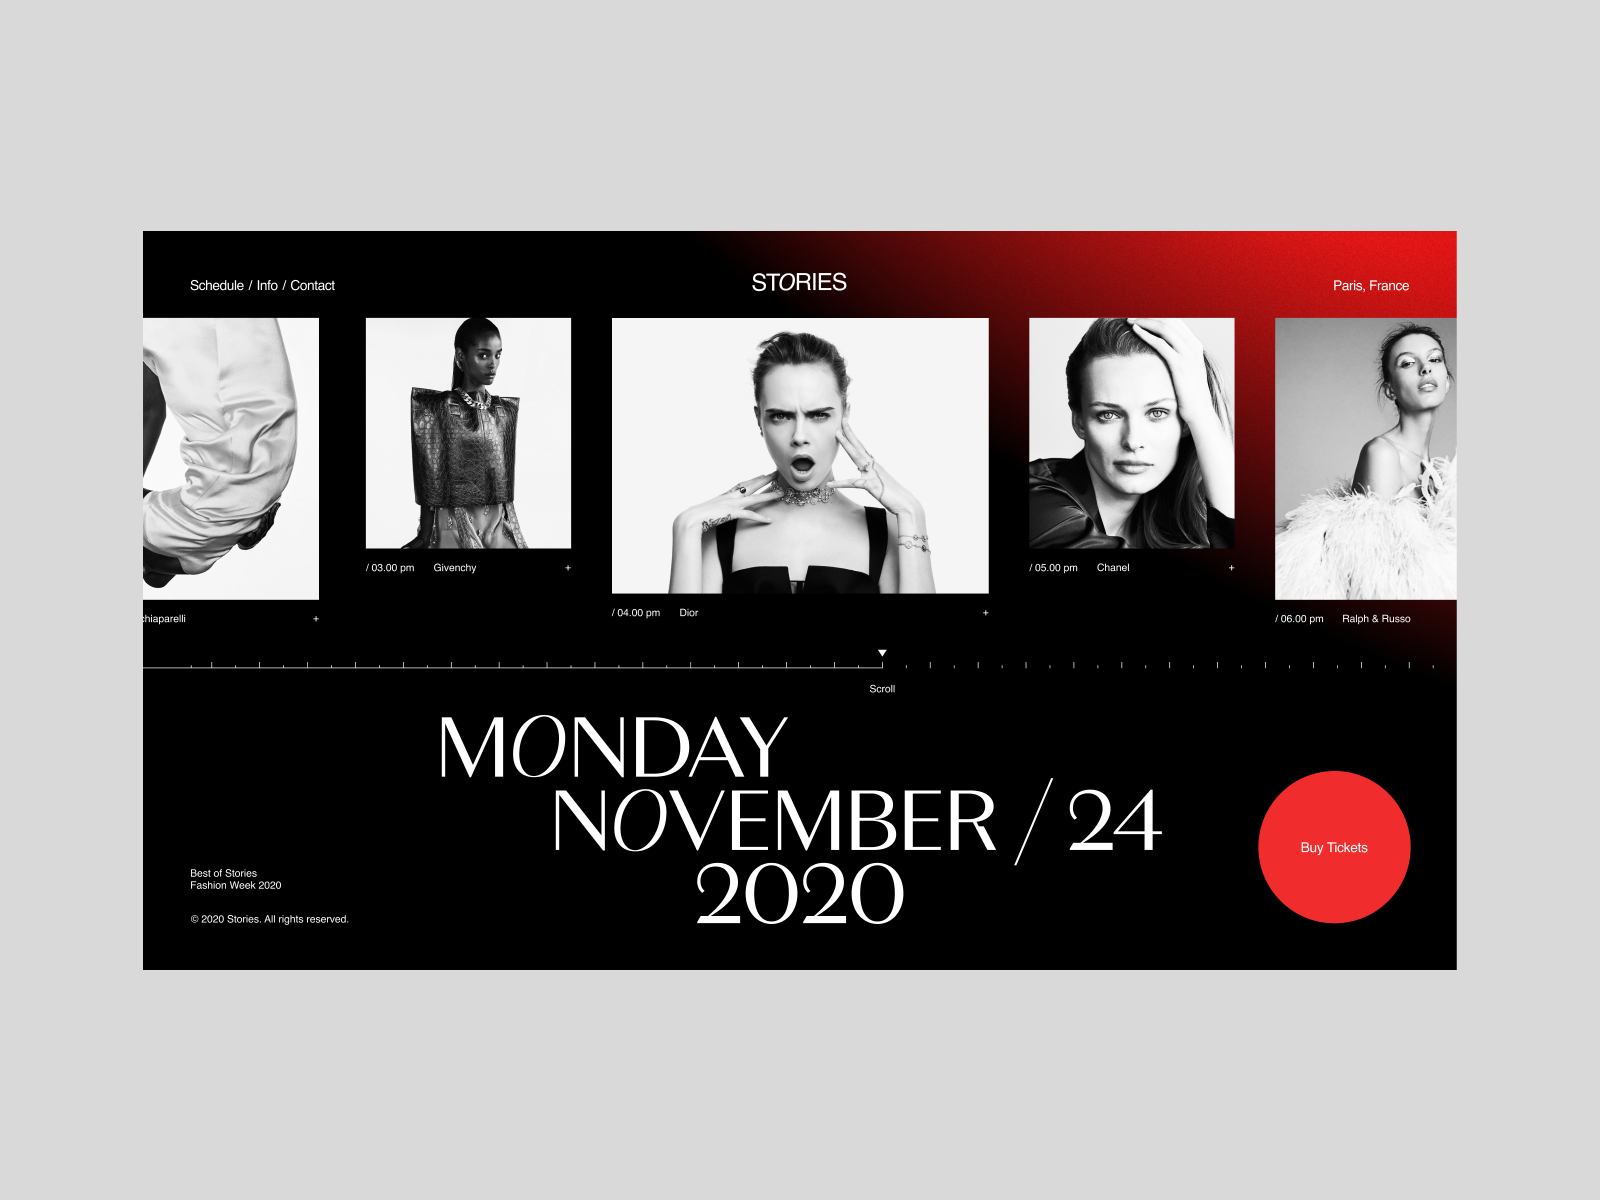 Schedule / Info / Contact
STORIES
Paris, France
chiaparelli +
/ 03.00 pm Givenchy +
/ 04.00 pm Dior +
/ 05.00 pm Chanel +
/ 06.00 pm Ralph & Russo
Scroll
MONDAY
NOVEMBER / 24
2020
Buy Tickets
Best of Stories
Fashion Week 2020
© 2020 Stories. All rights reserved.